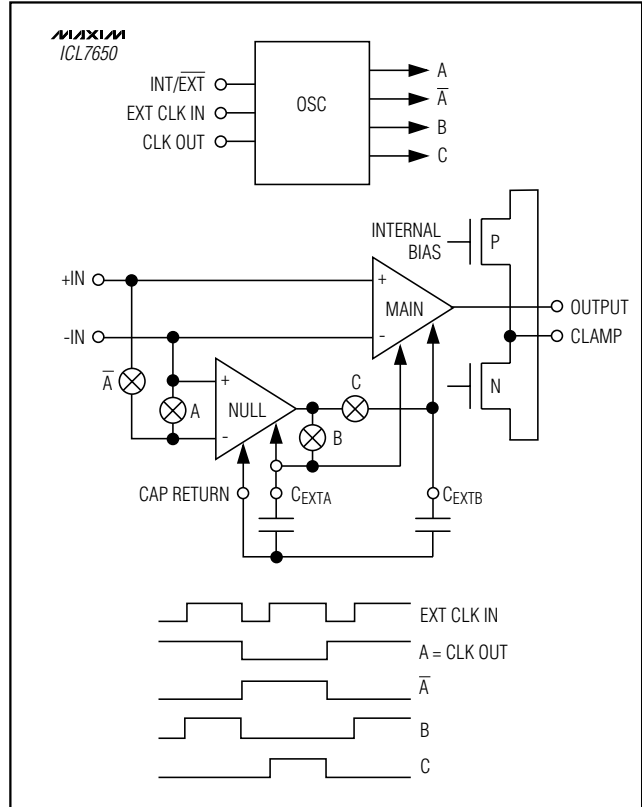 MAXIM
ICL7650
INT/E̅X̅T̅
EXT CLK IN
CLK OUT
OSC
A
A̅
B
C
INTERNAL
BIAS
P
+IN
-IN
+
-
MAIN
OUTPUT
CLAMP
N
A̅
A
+
-
NULL
C
B
CAP RETURN
CEXTA
CEXTB
EXT CLK IN
A = CLK OUT
A̅
B
C